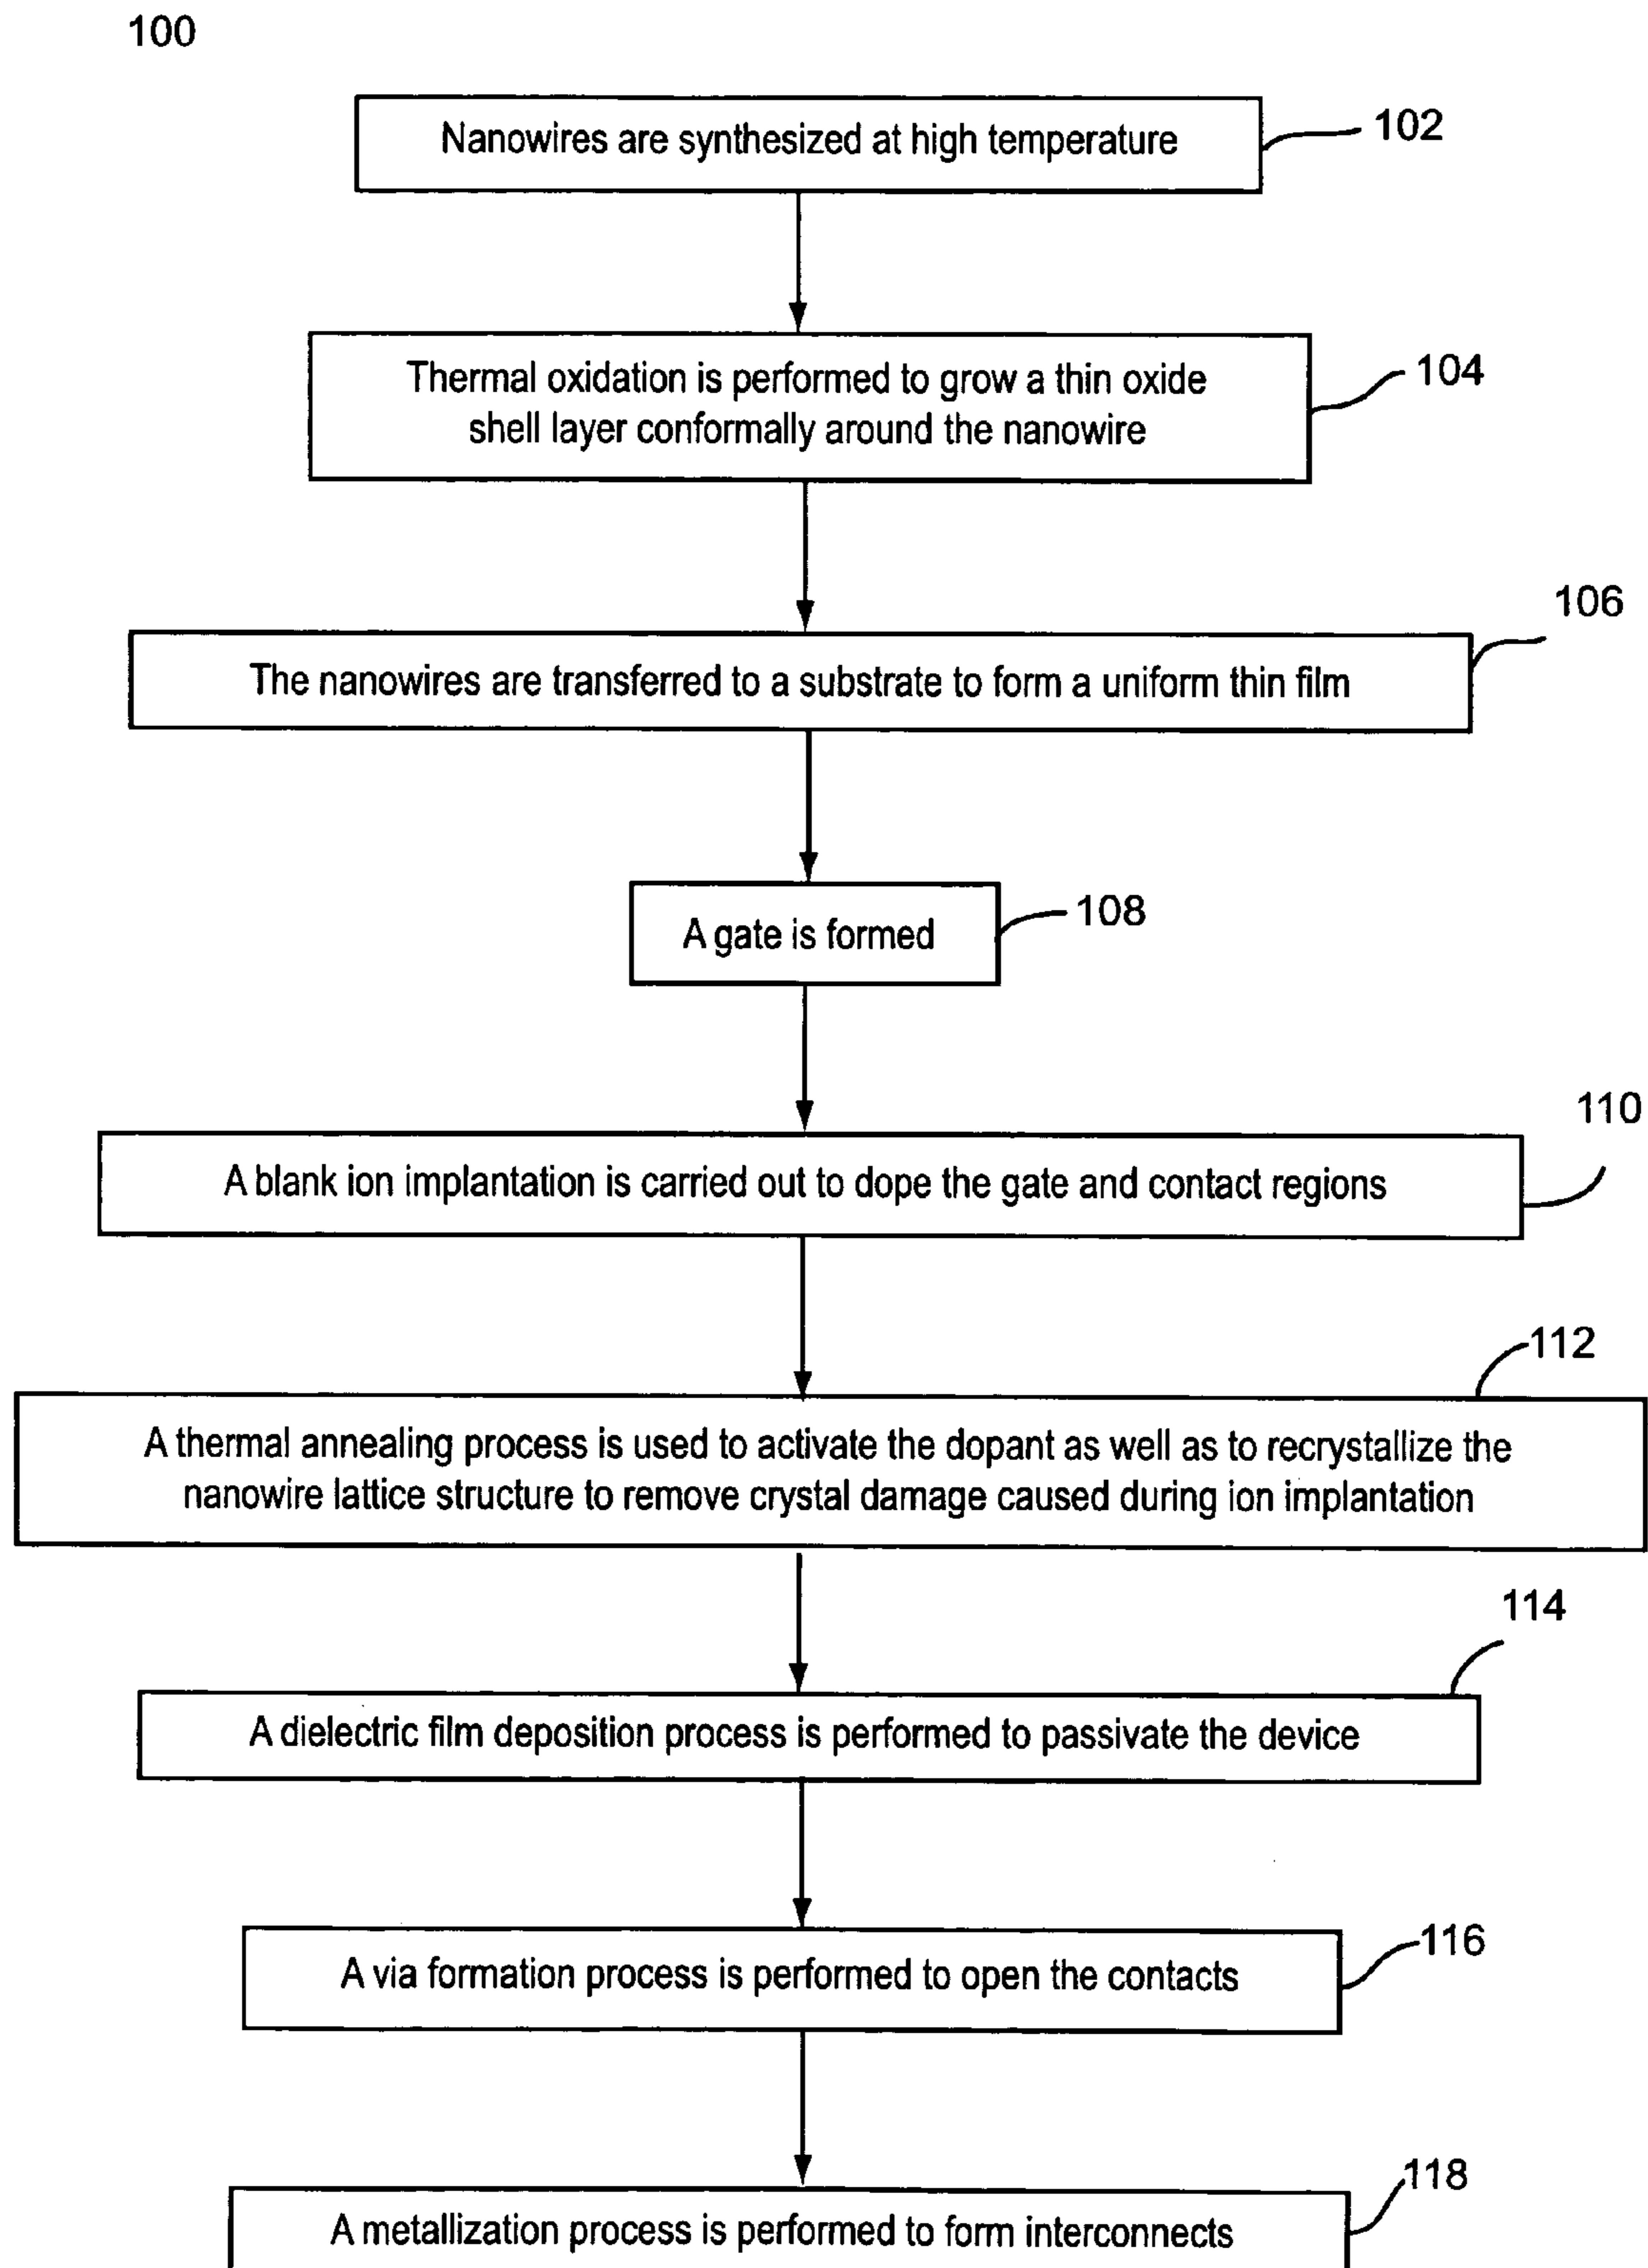 100
Nanowires are synthesized at high temperature
102
Thermal oxidation is performed to grow a thin oxide
shell layer conformally around the nanowire
104
106
The nanowires are transferred to a substrate to form a uniform thin film
A gate is formed
108
110
A blank ion implantation is carried out to dope the gate and contact regions
112
A thermal annealing process is used to activate the dopant as well as to recrystallize the
nanowire lattice structure to remove crystal damage caused during ion implantation
114
A dielectric film deposition process is performed to passivate the device
A via formation process is performed to open the contacts
116
118
A metallization process is performed to form interconnects